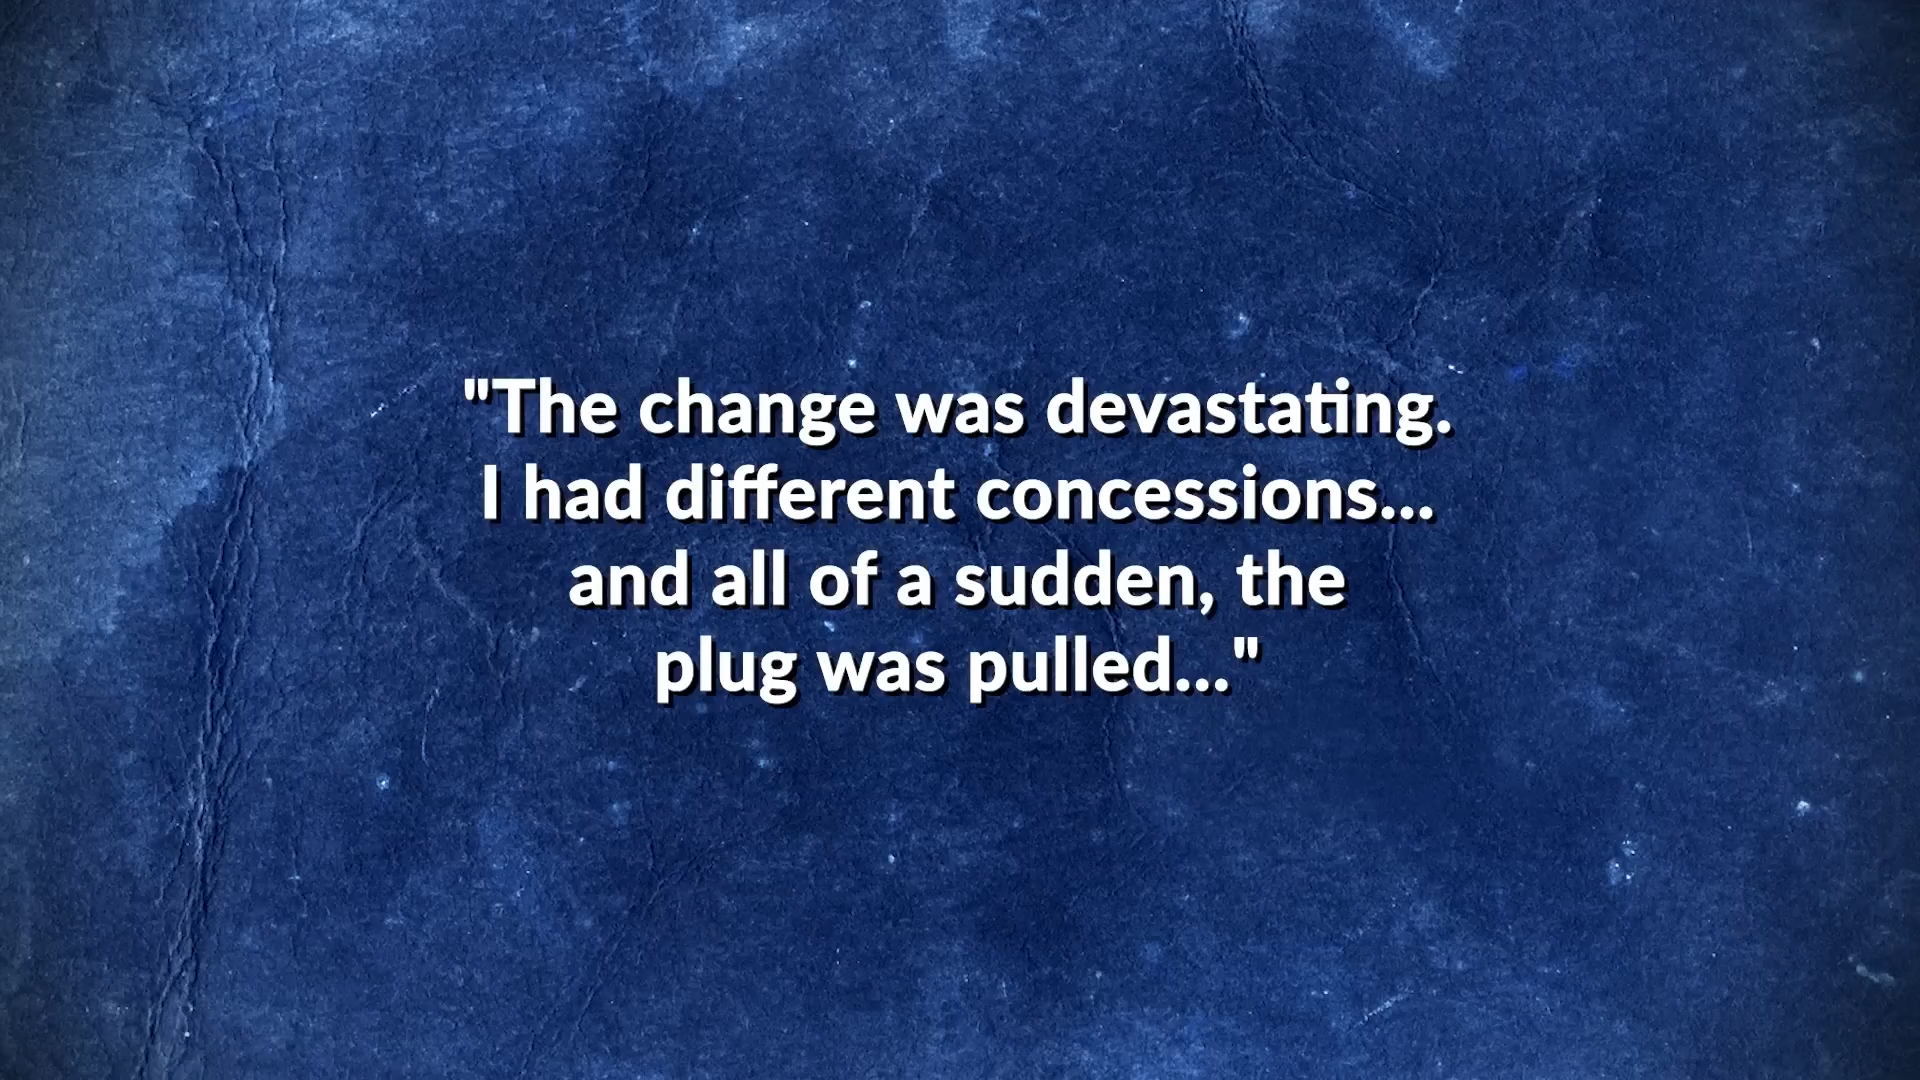 "The change was devastating.
I had different concessions...
and all of a sudden, the
plug was pulled..."